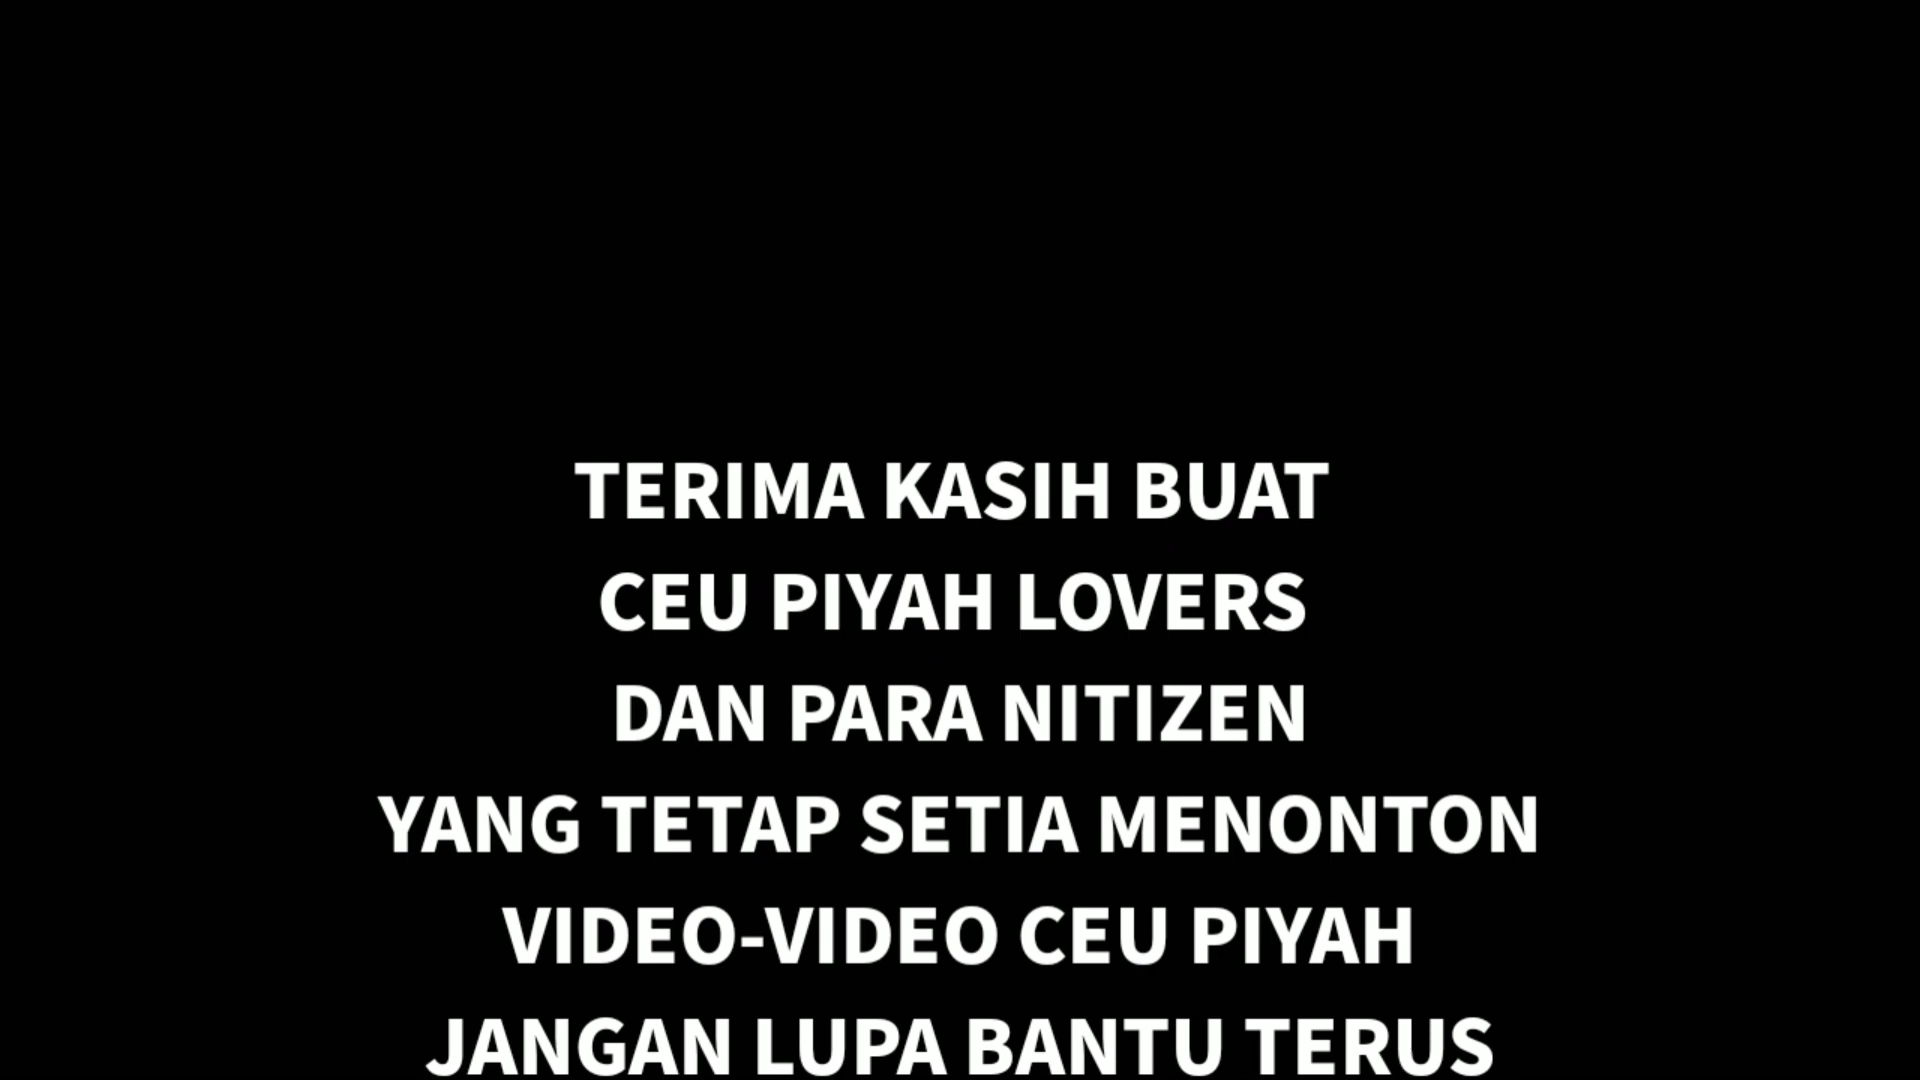 TERIMA KASIH BUAT
CEU PIYAH LOVERS
DAN PARA NITIZEN
YANG TETAP SETIA MENONTON
VIDEO-VIDEO CEU PIYAH
JANGAN LUPA BANTU TERUS